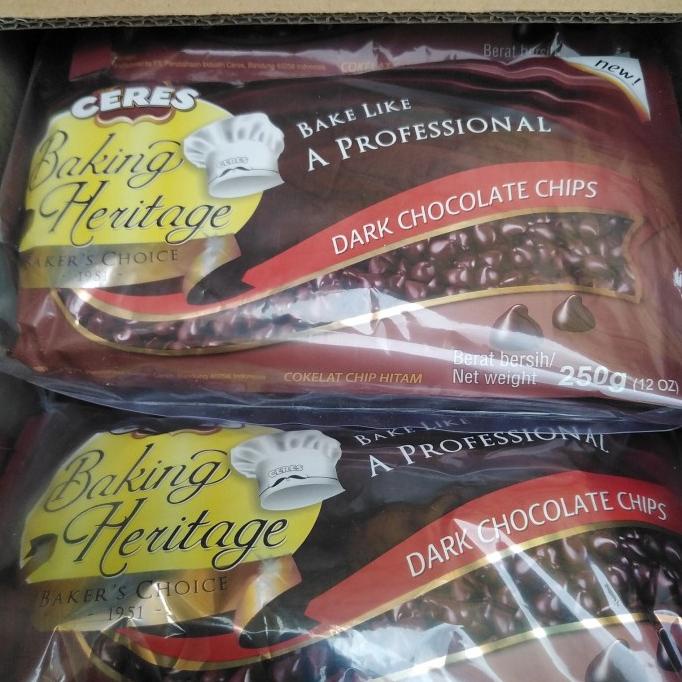 Berat bersih/
new!
CERES
Baking
Heritage
BAKER'S CHOICE
- 1951 -
CERES
BAKE LIKE
A PROFESSIONAL
DARK CHOCOLATE CHIPS
Berat bersih/
Net weight 250g (12 OZ)
COKELAT CHIP HITAM
Baking
Heritage
BAKER'S CHOICE
- 1951 -
CERES
BAKE LIKE
A PROFESSIONAL
DARK CHOCOLATE CHIPS